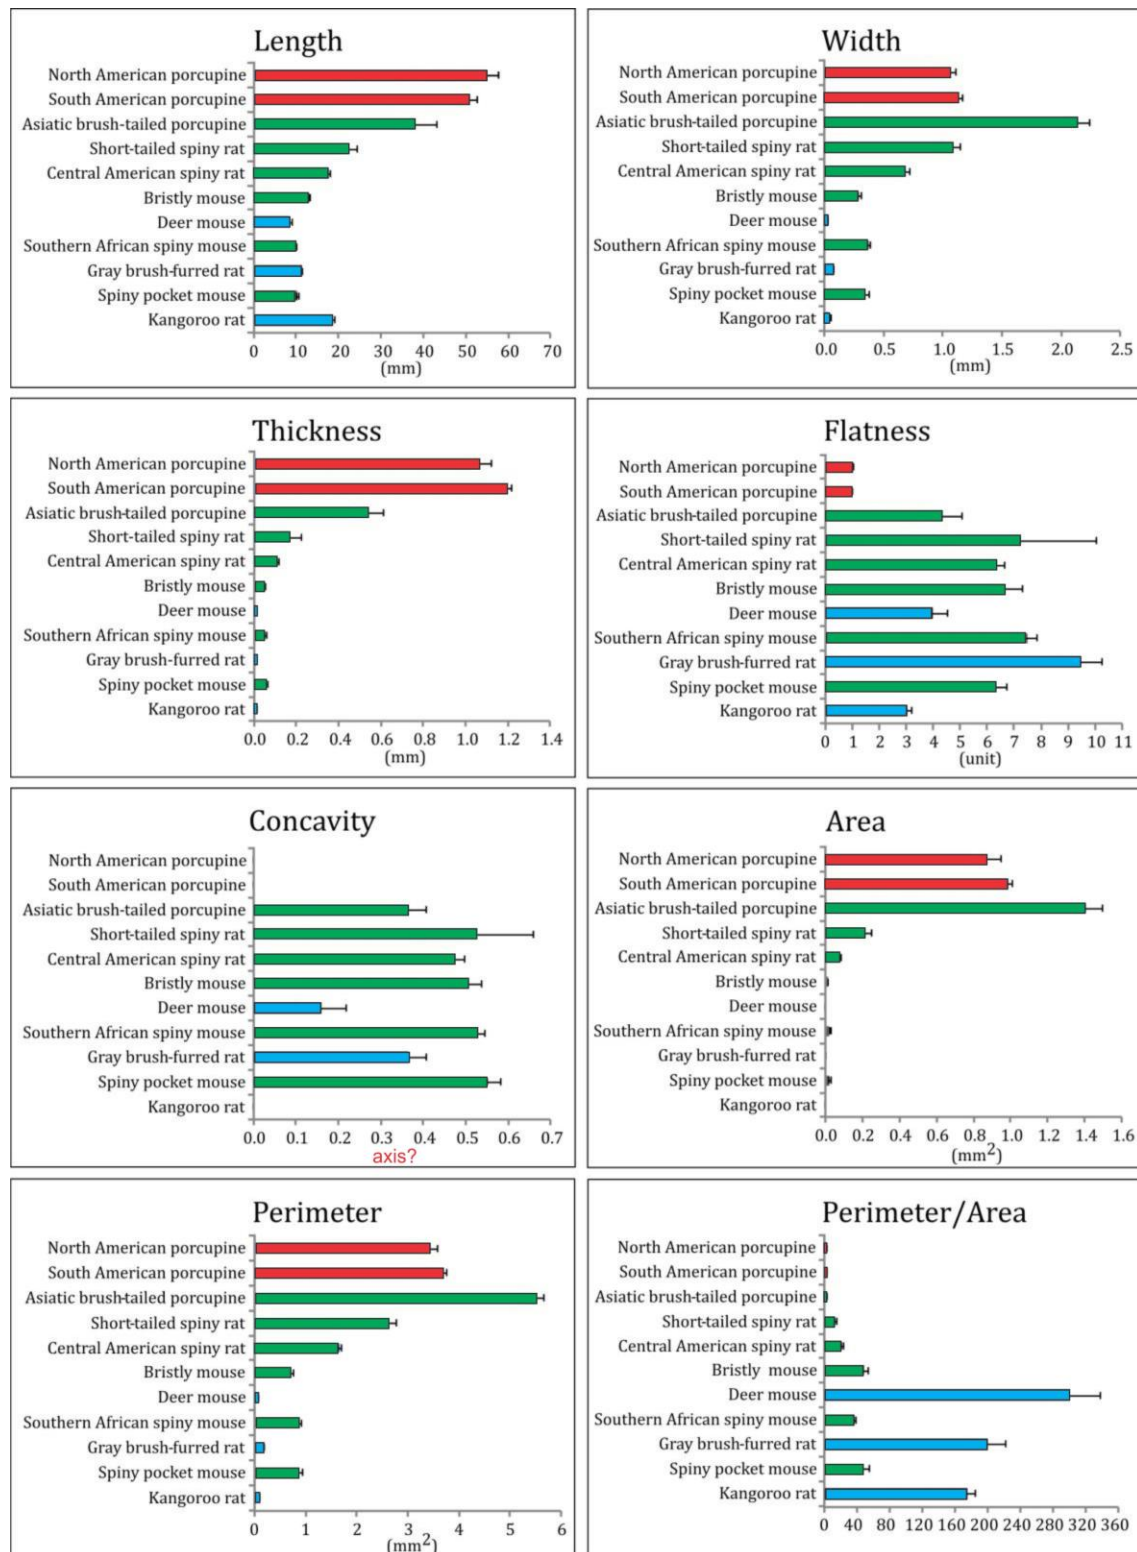 Length
North American porcupine
South American porcupine
Asiatic brush-tailed porcupine
Short-tailed spiny rat
Central American spiny rat
Bristly mouse
Deer mouse
Southern African spiny mouse
Gray brush-furred rat
Spiny pocket mouse
Kangoroo rat
0 10 20 30 40 50 60 70
(mm)
Width
North American porcupine
South American porcupine
Asiatic brush-tailed porcupine
Short-tailed spiny rat
Central American spiny rat
Bristly mouse
Deer mouse
Southern African spiny mouse
Gray brush-furred rat
Spiny pocket mouse
Kangoroo rat
0.0 0.5 1.0 1.5 2.0 2.5
(mm)
Thickness
North American porcupine
South American porcupine
Asiatic brush-tailed porcupine
Short-tailed spiny rat
Central American spiny rat
Bristly mouse
Deer mouse
Southern African spiny mouse
Gray brush-furred rat
Spiny pocket mouse
Kangoroo rat
0.0 0.2 0.4 0.6 0.8 1.0 1.2 1.4
(mm)
Flatness
North American porcupine
South American porcupine
Asiatic brush-tailed porcupine
Short-tailed spiny rat
Central American spiny rat
Bristly mouse
Deer mouse
Southern African spiny mouse
Gray brush-furred rat
Spiny pocket mouse
Kangoroo rat
0 1 2 3 4 5 6 7 8 9 10 11
(unit)
Concavity
North American porcupine
South American porcupine
Asiatic brush-tailed porcupine
Short-tailed spiny rat
Central American spiny rat
Bristly mouse
Deer mouse
Southern African spiny mouse
Gray brush-furred rat
Spiny pocket mouse
Kangoroo rat
0.0 0.1 0.2 0.3 0.4 0.5 0.6 0.7
axis?
Area
North American porcupine
South American porcupine
Asiatic brush-tailed porcupine
Short-tailed spiny rat
Central American spiny rat
Bristly mouse
Deer mouse
Southern African spiny mouse
Gray brush-furred rat
Spiny pocket mouse
Kangoroo rat
0.0 0.2 0.4 0.6 0.8 1.0 1.2 1.4 1.6
(mm²)
Perimeter
North American porcupine
South American porcupine
Asiatic brush-tailed porcupine
Short-tailed spiny rat
Central American spiny rat
Bristly mouse
Deer mouse
Southern African spiny mouse
Gray brush-furred rat
Spiny pocket mouse
Kangoroo rat
0 1 2 3 4 5 6
(mm²)
Perimeter/Area
North American porcupine
South American porcupine
Asiatic brush-tailed porcupine
Short-tailed spiny rat
Central American spiny rat
Bristly mouse
Deer mouse
Southern African spiny mouse
Gray brush-furred rat
Spiny pocket mouse
Kangoroo rat
0 40 80 120 160 200 240 280 320 360